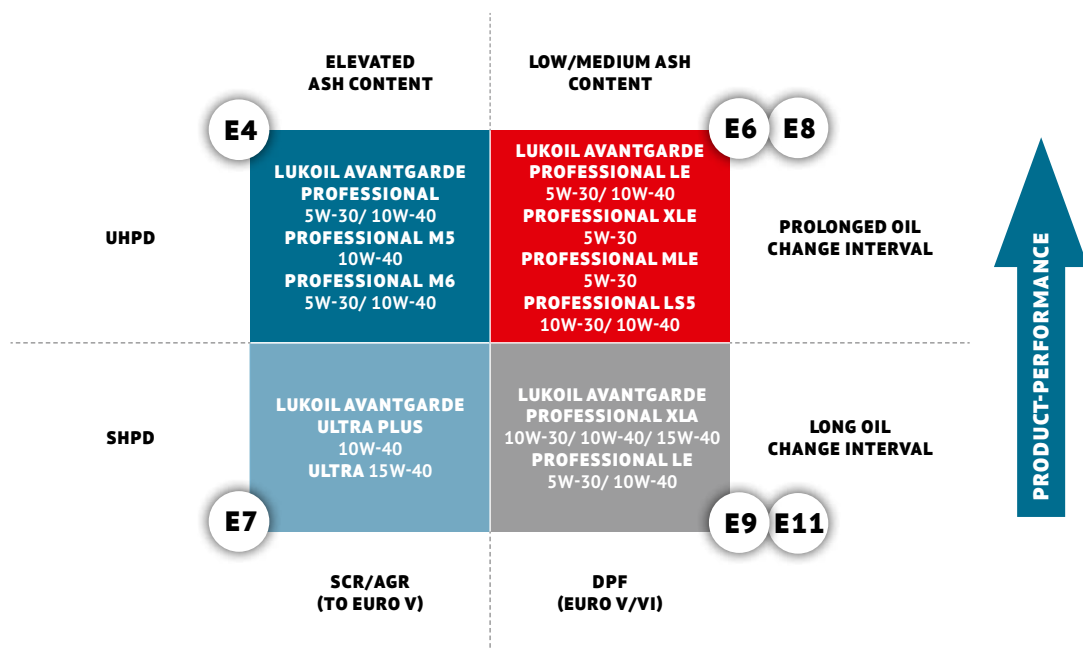 ELEVATED
ASH CONTENT
LOW/MEDIUM ASH
CONTENT
E4
E6
E8
UHPD
LUKOIL AVANTGARDE
PROFESSIONAL
5W-30/ 10W-40
PROFESSIONAL M5
10W-40
PROFESSIONAL M6
5W-30/ 10W-40
LUKOIL AVANTGARDE
PROFESSIONAL LE
5W-30/ 10W-40
PROFESSIONAL XLE
5W-30
PROFESSIONAL MLE
5W-30
PROFESSIONAL LS5
10W-30/ 10W-40
PROLONGED OIL
CHANGE INTERVAL
PRODUCT-PERFORMANCE
SHPD
LUKOIL AVANTGARDE
ULTRA PLUS
10W-40
ULTRA 15W-40
LUKOIL AVANTGARDE
PROFESSIONAL XLA
10W-30/ 10W-40/ 15W-40
PROFESSIONAL LE
5W-30/ 10W-40
LONG OIL
CHANGE INTERVAL
E7
E9
E11
SCR/AGR
(TO EURO V)
DPF
(EURO V/VI)